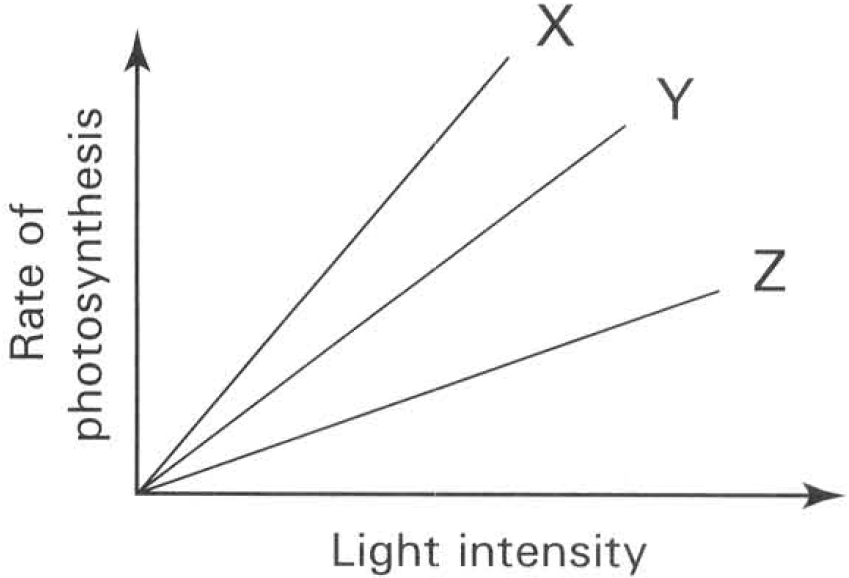 X
Y
Z
Rate of
photosynthesis
Light intensity